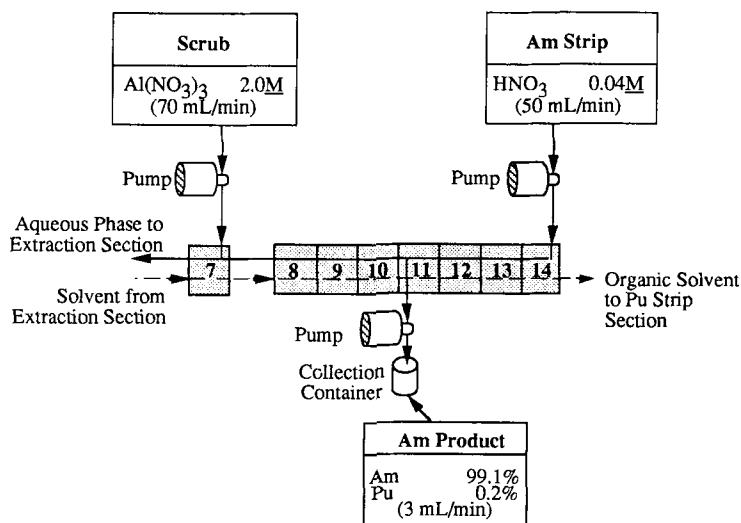 Scrub
Al(NO3)3 2.0M
(70 mL/min)
Am Strip
HNO3 0.04M
(50 mL/min)
Pump
Pump
Aqueous Phase to
Extraction Section
7
8 9 10 11 12 13 14
Solvent from
Extraction Section
Organic Solvent
to Pu Strip
Section
Pump
Collection
Container
Am Product
Am 99.1%
Pu 0.2%
(3 mL/min)